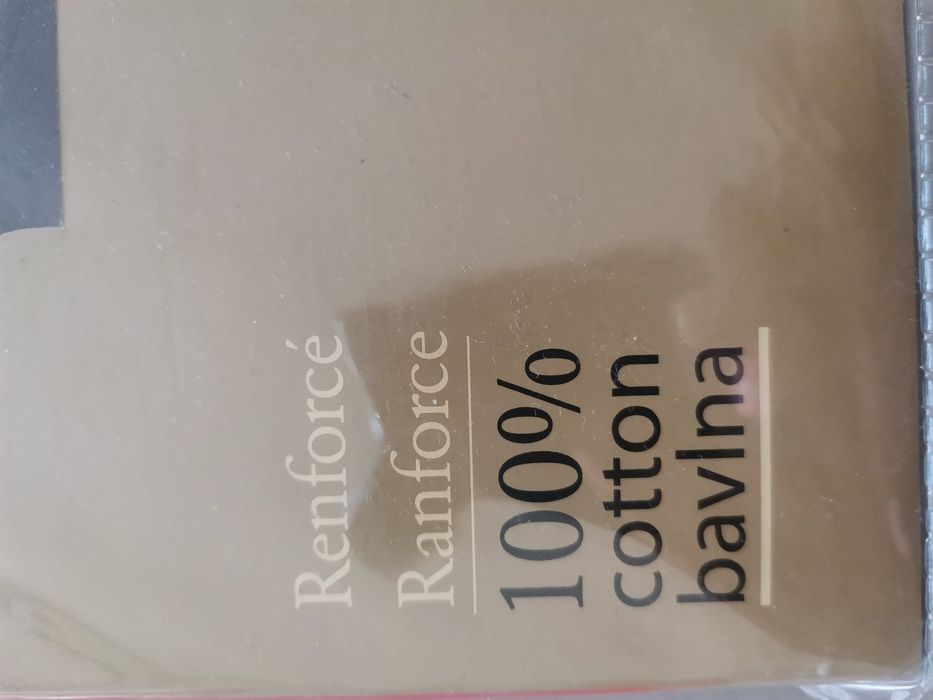 Renforcé
Ranforce
100%
cotton
bavlna